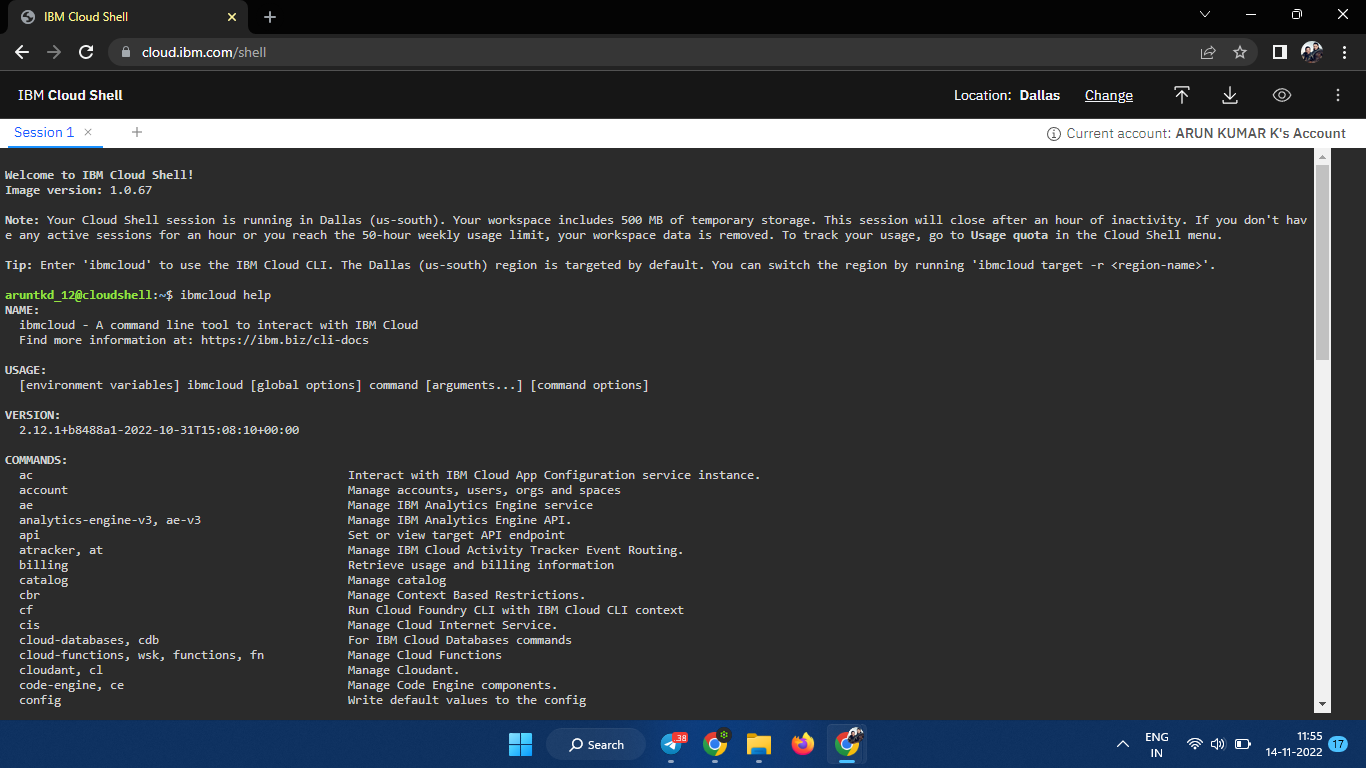 IBM Cloud Shell
cloud.ibm.com/shell
IBM Cloud Shell
Location: Dallas Change
Session 1
Current account: ARUN KUMAR K's Account
Welcome to IBM Cloud Shell!
Image version: 1.0.67
Note: Your Cloud Shell session is running in Dallas (us-south). Your workspace includes 500 MB of temporary storage. This session will close after an hour of inactivity. If you don't hav
e any active sessions for an hour or you reach the 50-hour weekly usage limit, your workspace data is removed. To track your usage, go to Usage quota in the Cloud Shell menu.
Tip: Enter 'ibmcloud' to use the IBM Cloud CLI. The Dallas (us-south) region is targeted by default. You can switch the region by running 'ibmcloud target -r <region-name>'.
aruntkd_12@cloudshell:~$ ibmcloud help
NAME:
ibmcloud - A command line tool to interact with IBM Cloud
Find more information at: https://ibm.biz/cli-docs
USAGE:
[environment variables] ibmcloud [global options] command [arguments...] [command options]
VERSION:
2.12.1+b8488a1-2022-10-31T15:08:10+00:00
COMMANDS:
ac Interact with IBM Cloud App Configuration service instance.
account Manage accounts, users, orgs and spaces
ae Manage IBM Analytics Engine service
analytics-engine-v3, ae-v3 Manage IBM Analytics Engine API.
api Set or view target API endpoint
atracker, at Manage IBM Cloud Activity Tracker Event Routing.
billing Retrieve usage and billing information
catalog Manage catalog
cbr Manage Context Based Restrictions.
cf Run Cloud Foundry CLI with IBM Cloud CLI context
cis Manage Cloud Internet Service.
cloud-databases, cdb For IBM Cloud Databases commands
cloud-functions, wsk, functions, fn Manage Cloud Functions
cloudant, cl Manage Cloudant.
code-engine, ce Manage Code Engine components.
config Write default values to the config
Search
38
ENG
IN
11:55
14-11-2022
17